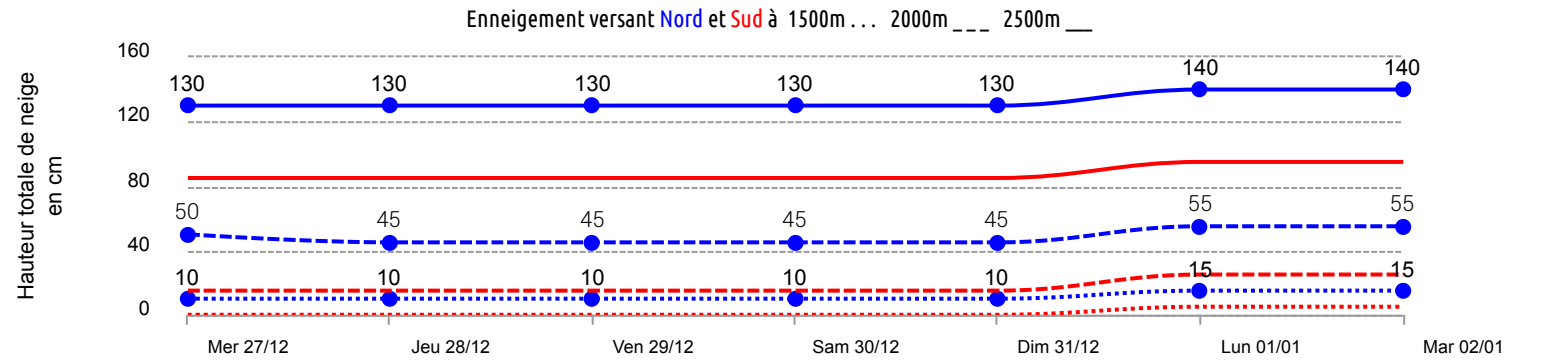 Enneigement versant Nord et Sud à 1500m . . . 2000m _ _ _ 2500m __
Hauteur totale de neige
en cm
160
120
80
40
0
130 130 130 130 130 140 140
50 45 45 45 45 55 55
10 10 10 10 10 15 15
Mer 27/12 Jeu 28/12 Ven 29/12 Sam 30/12 Dim 31/12 Lun 01/01 Mar 02/01